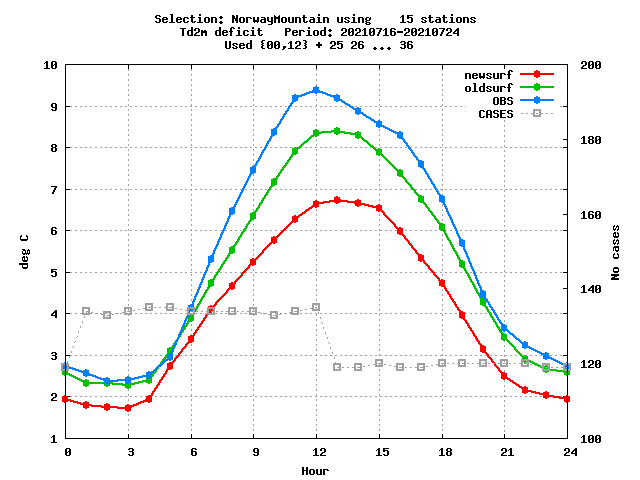 Selection: NorwayMountain using    15 stations
Td2m deficit   Period: 20210716-20210724
Used {00,12} + 25 26 ... 36
newsurf
oldsurf
OBS
CASES
10
9
8
7
6
5
4
3
2
1
deg C
200
180
160
140
120
100
No cases
0 3 6 9 12 15 18 21 24
Hour